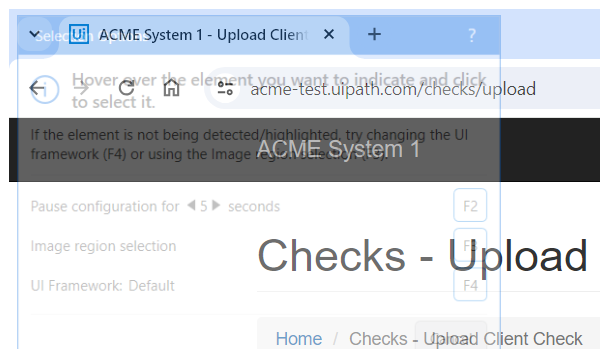 Selection Options
Ui ACME System 1 - Upload Client
?
Hover over the element you want to indicate and click
to select it.
acme-test.uipath.com/checks/upload
If the element is not being detected/highlighted, try changing the UI
framework (F4) or using the Image region selection (F3).
ACME System 1
Pause configuration for 5 seconds F2
Image region selection F3
Checks - Upload
UI Framework: Default F4
Home / Checks - Upload Client Check
Cancel